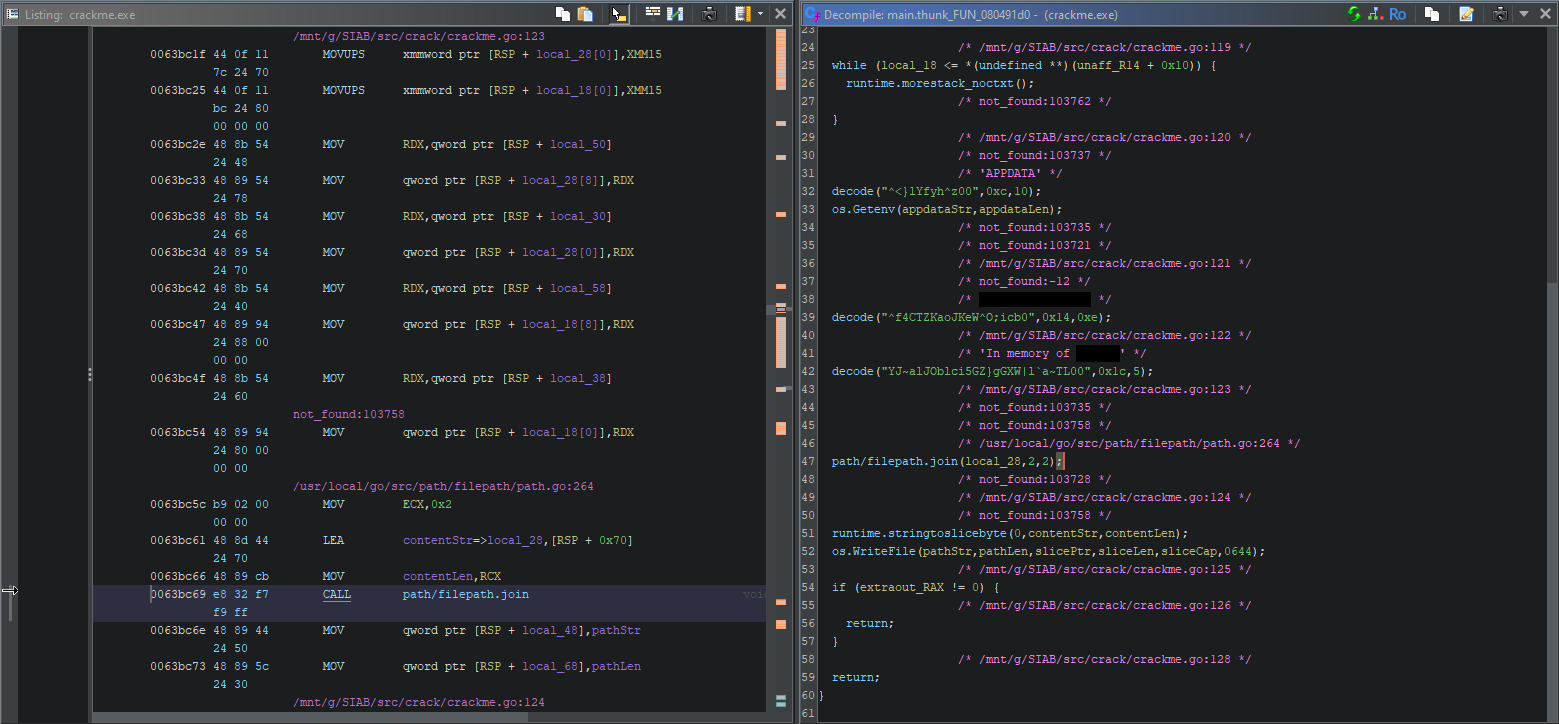 Listing: crackme.exe
/mnt/g/SIAB/src/crack/crackme.go:123
0063bc1f 44 0f 11 MOVUPS xmmword ptr [RSP + local_28[0]],XMM15
7c 24 70
0063bc25 44 0f 11 MOVUPS xmmword ptr [RSP + local_18[0]],XMM15
bc 24 80
00 00 00
0063bc2e 48 8b 54 MOV RDX,qword ptr [RSP + local_50]
24 48
0063bc33 48 89 54 MOV qword ptr [RSP + local_28[8]],RDX
24 78
0063bc38 48 8b 54 MOV RDX,qword ptr [RSP + local_30]
24 68
0063bc3d 48 89 54 MOV qword ptr [RSP + local_28[0]],RDX
24 70
0063bc42 48 8b 54 MOV RDX,qword ptr [RSP + local_58]
24 40
0063bc47 48 89 94 MOV qword ptr [RSP + local_18[8]],RDX
24 88 00
00 00
0063bc4f 48 8b 54 MOV RDX,qword ptr [RSP + local_38]
24 60
not_found:103758
0063bc54 48 89 94 MOV qword ptr [RSP + local_18[0]],RDX
24 80 00
00 00
/usr/local/go/src/path/filepath/path.go:264
0063bc5c b9 02 00 MOV ECX,0x2
00 00
0063bc61 48 8d 44 LEA contentStr=>local_28,[RSP + 0x70]
24 70
0063bc66 48 89 cb MOV contentLen,RCX
0063bc69 e8 32 f7 CALL path/filepath.join voi
f9 ff
0063bc6e 48 89 44 MOV qword ptr [RSP + local_48],pathStr
24 50
0063bc73 48 89 5c MOV qword ptr [RSP + local_68],pathLen
24 30
/mnt/g/SIAB/src/crack/crackme.go:124
Decompile: main.thunk_FUN_080491d0 - (crackme.exe)
Ro
23
24 /* /mnt/g/SIAB/src/crack/crackme.go:119 */
25 while (local_18 <= *(undefined **)(unaff_R14 + 0x10)) {
26 runtime.morestack_noctxt();
27 /* not_found:103762 */
28 }
29 /* /mnt/g/SIAB/src/crack/crackme.go:120 */
30 /* not_found:103737 */
31 /* 'APPDATA' */
32 decode("^<}lYfyh^z00",0xc,10);
33 os.Getenv(appdataStr,appdataLen);
34 /* not_found:103735 */
35 /* not_found:103721 */
36 /* /mnt/g/SIAB/src/crack/crackme.go:121 */
37 /* not_found:-12 */
38 /* */
39 decode("^f4CTZKaoJKeW^O;icb0",0x14,0xe);
40 /* /mnt/g/SIAB/src/crack/crackme.go:122 */
41 /* 'In memory of ' */
42 decode("YJ~alJOblci5GZ}gGXW|l`a~TL00",0x1c,5);
43 /* /mnt/g/SIAB/src/crack/crackme.go:123 */
44 /* not_found:103735 */
45 /* not_found:103758 */
46 /* /usr/local/go/src/path/filepath/path.go:264 */
47 path/filepath.join(local_28,2,2);
48 /* not_found:103728 */
49 /* /mnt/g/SIAB/src/crack/crackme.go:124 */
50 /* not_found:103758 */
51 runtime.stringtoslicebyte(0,contentStr,contentLen);
52 os.WriteFile(pathStr,pathLen,slicePtr,sliceLen,sliceCap,0644);
53 /* /mnt/g/SIAB/src/crack/crackme.go:125 */
54 if (extraout_RAX != 0) {
55 /* /mnt/g/SIAB/src/crack/crackme.go:126 */
56 return;
57 }
58 /* /mnt/g/SIAB/src/crack/crackme.go:128 */
59 return;
60 }
61